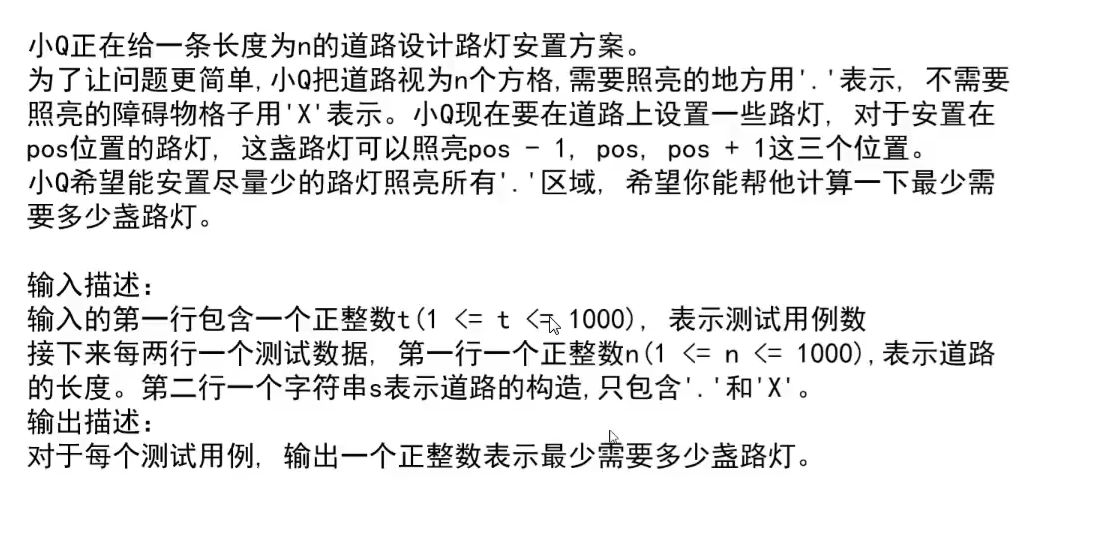 小Q正在给一条长度为n的道路设计路灯安置方案。
为了让问题更简单,小Q把道路视为n个方格,需要照亮的地方用'.'表示, 不需要
照亮的障碍物格子用'X'表示。小Q现在要在道路上设置一些路灯, 对于安置在
pos位置的路灯, 这盏路灯可以照亮pos - 1, pos, pos + 1这三个位置。
小Q希望能安置尽量少的路灯照亮所有'.'区域, 希望你能帮他计算一下最少需
要多少盏路灯。
输入描述:
输入的第一行包含一个正整数t(1 <= t <= 1000), 表示测试用例数
接下来每两行一个测试数据, 第一行一个正整数n(1 <= n <= 1000),表示道路
的长度。第二行一个字符串s表示道路的构造,只包含'.'和'X'。
输出描述:
对于每个测试用例, 输出一个正整数表示最少需要多少盏路灯。